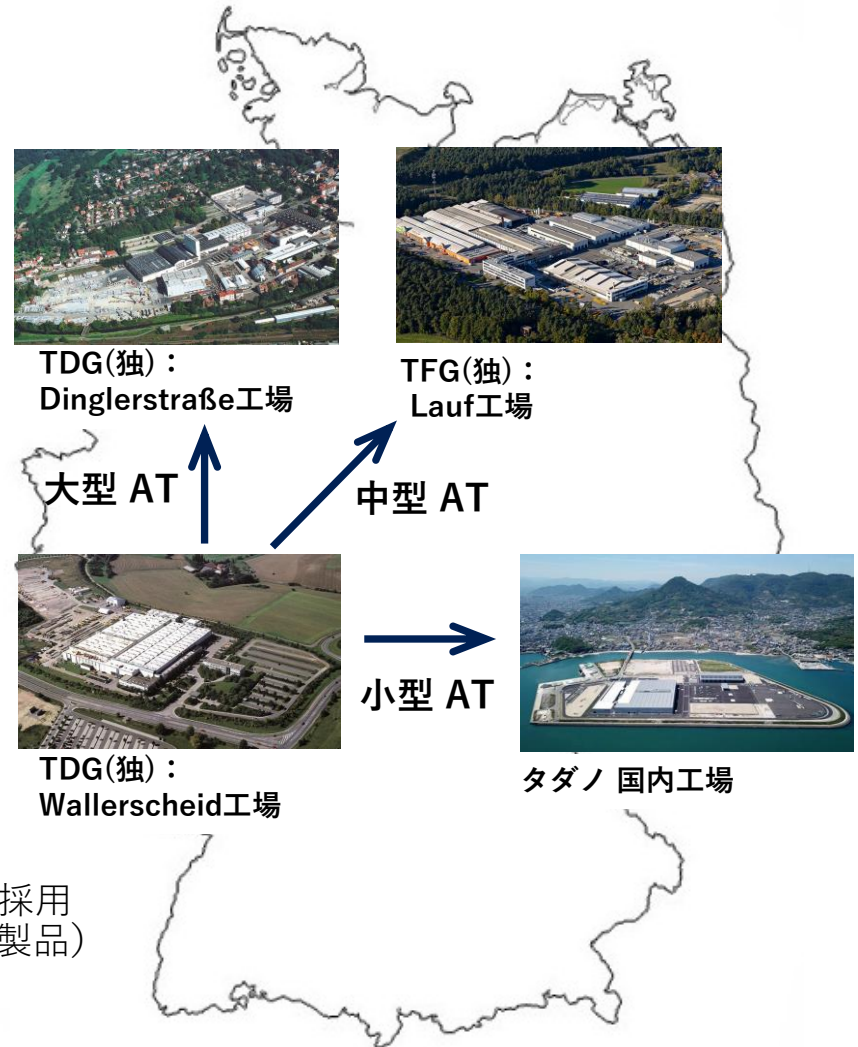 TDG(独)：
Dinglerstraße工場
TFG(独)：
Lauf工場
大型 AT
中型 AT
小型 AT
TDG(独)：
Wallerscheid工場
タダノ 国内工場
採用
製品）